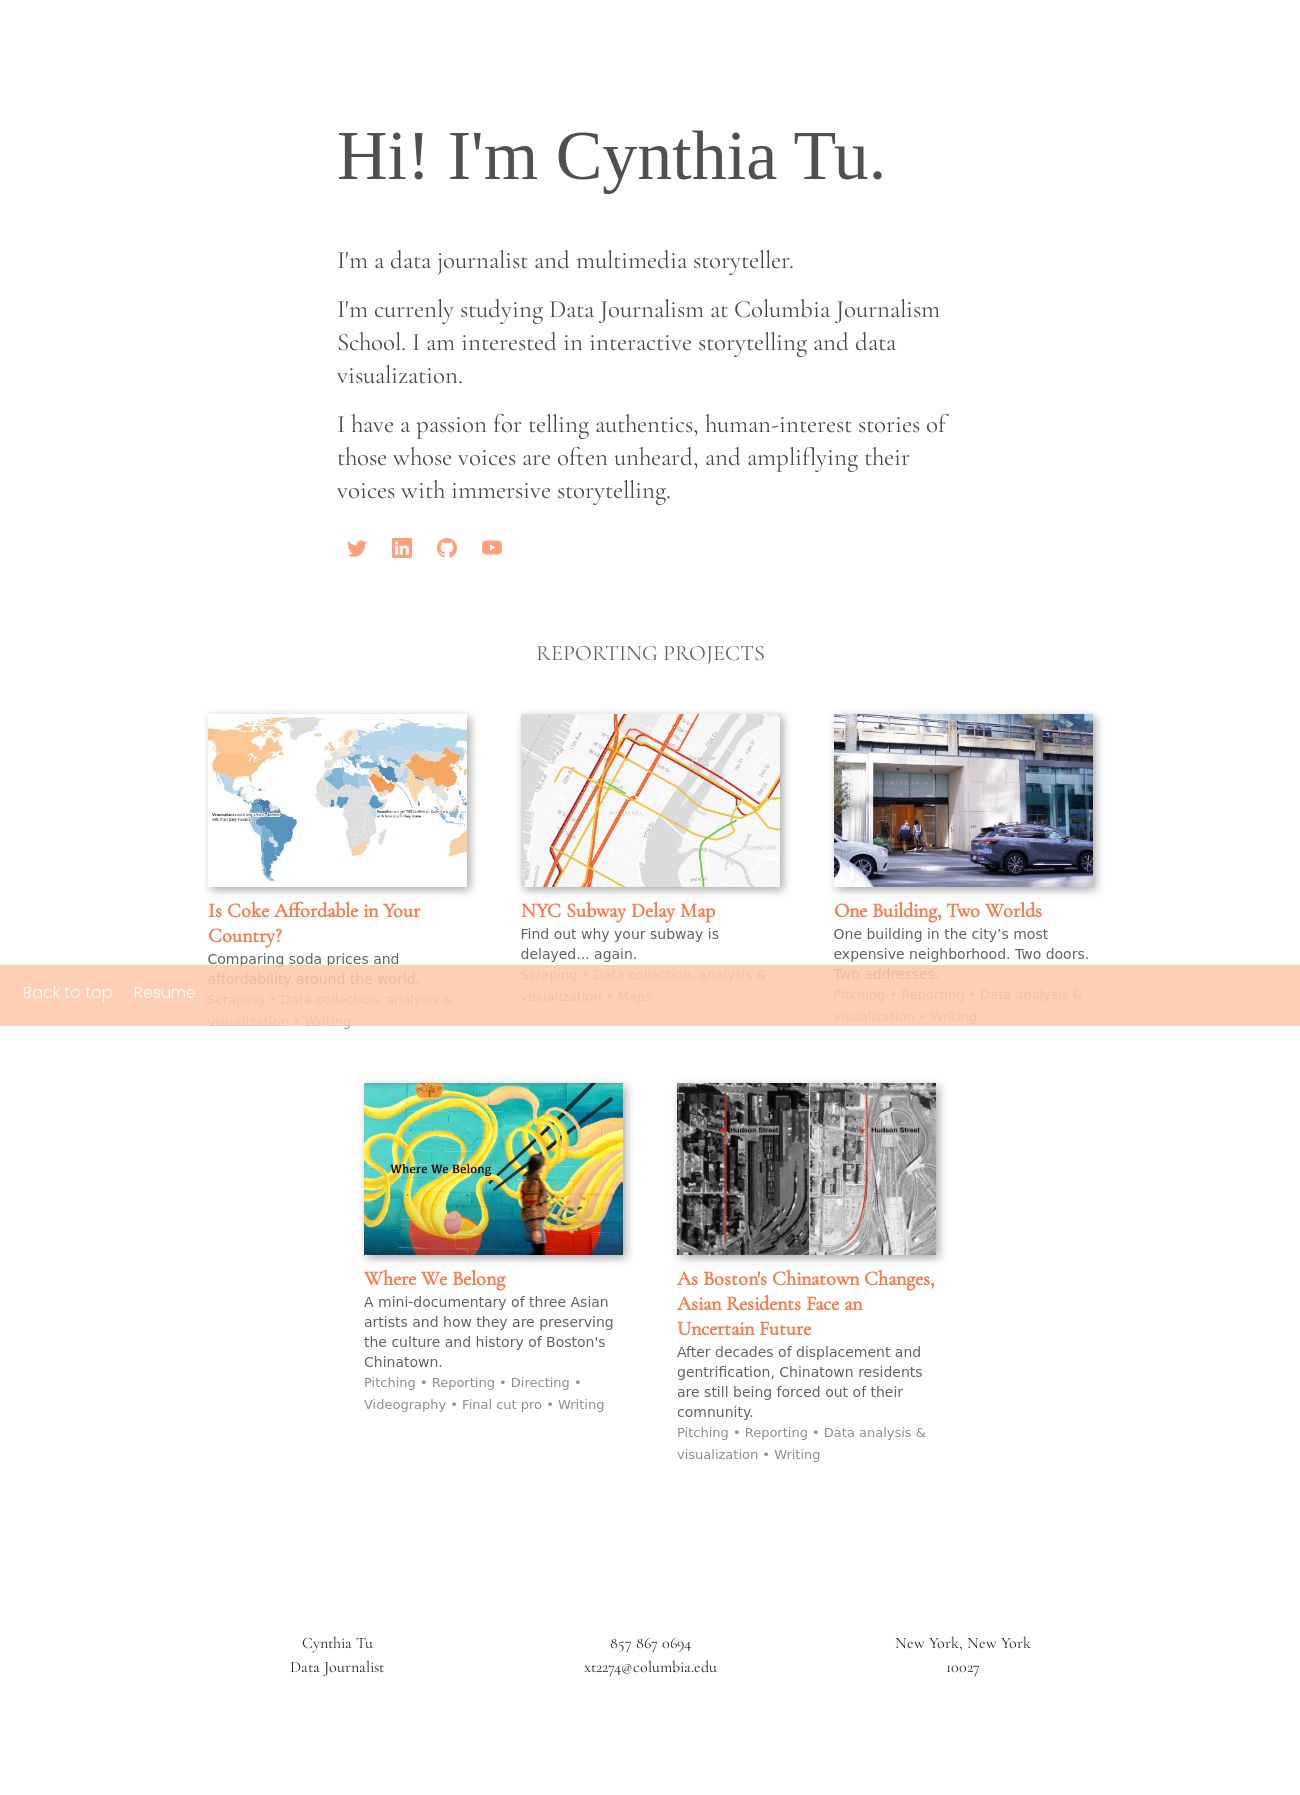 Hi! I'm Cynthia Tu.
I'm a data journalist and multimedia storyteller.
I'm currenly studying Data Journalism at Columbia Journalism
School. I am interested in interactive storytelling and data
visualization.
I have a passion for telling authentics, human-interest stories of
those whose voices are often unheard, and ampliflying their
voices with immersive storytelling.
REPORTING PROJECTS
Is Coke Affordable in Your
Country?
Comparing soda prices and
affordability around the world.
Scraping • Data collection, analysis &
visualization • Writing
NYC Subway Delay Map
Find out why your subway is
delayed... again.
Scraping • Data collection, analysis &
visualization • Maps
One Building, Two Worlds
One building in the city’s most
expensive neighborhood. Two doors.
Two addresses.
Pitching • Reporting • Data analysis &
visualization • Writing
Back to top Resume
Where We Belong
Where We Belong
A mini-documentary of three Asian
artists and how they are preserving
the culture and history of Boston's
Chinatown.
Pitching • Reporting • Directing •
Videography • Final cut pro • Writing
Hudson Street
Hudson Street
As Boston's Chinatown Changes,
Asian Residents Face an
Uncertain Future
After decades of displacement and
gentrification, Chinatown residents
are still being forced out of their
comnunity.
Pitching • Reporting • Data analysis &
visualization • Writing
Cynthia Tu
Data Journalist
857 867 0694
xt2274@columbia.edu
New York, New York
10027